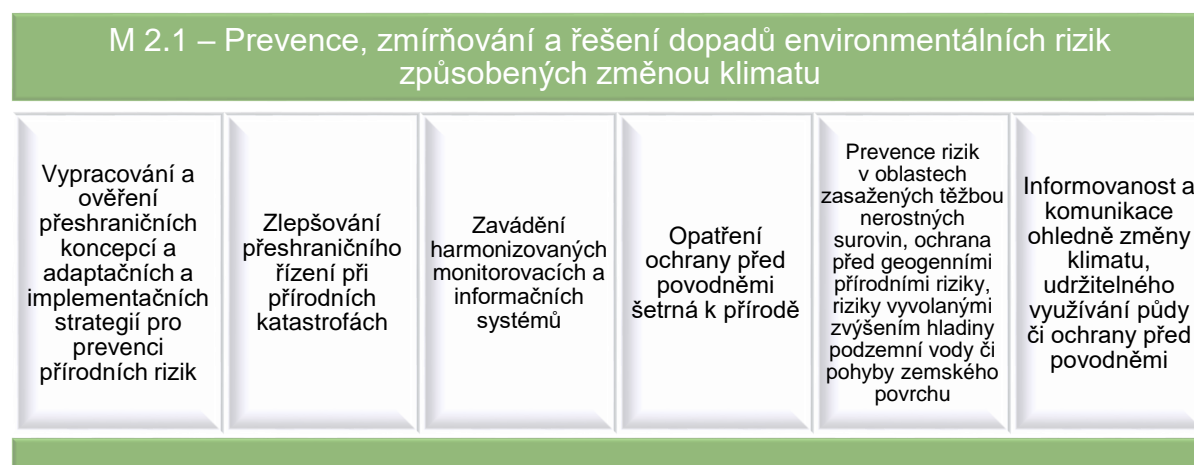 M 2.1 – Prevence, zmírňování a řešení dopadů environmentálních rizik
způsobených změnou klimatu
Vypracování a
ověření
přeshraničních
koncepcí a
adaptačních a
implementačních
strategií pro
prevenci
přírodních rizik
Zlepšování
přeshraničního
řízení při
přírodních
katastrofách
Zavádění
harmonizovaných
monitorovacích a
informačních
systémů
Opatření
ochrany před
povodněmi
šetrná k přírodě
Prevence rizik
v oblastech
zasažených těžbou
nerostných
surovin, ochrana
před geogenními
přírodními riziky,
riziky vyvolanými
zvýšením hladiny
podzemní vody či
pohyby zemského
povrchu
Informovanost a
komunikace
ohledně změny
klimatu,
udržitelného
využívání půdy
či ochrany před
povodněmi